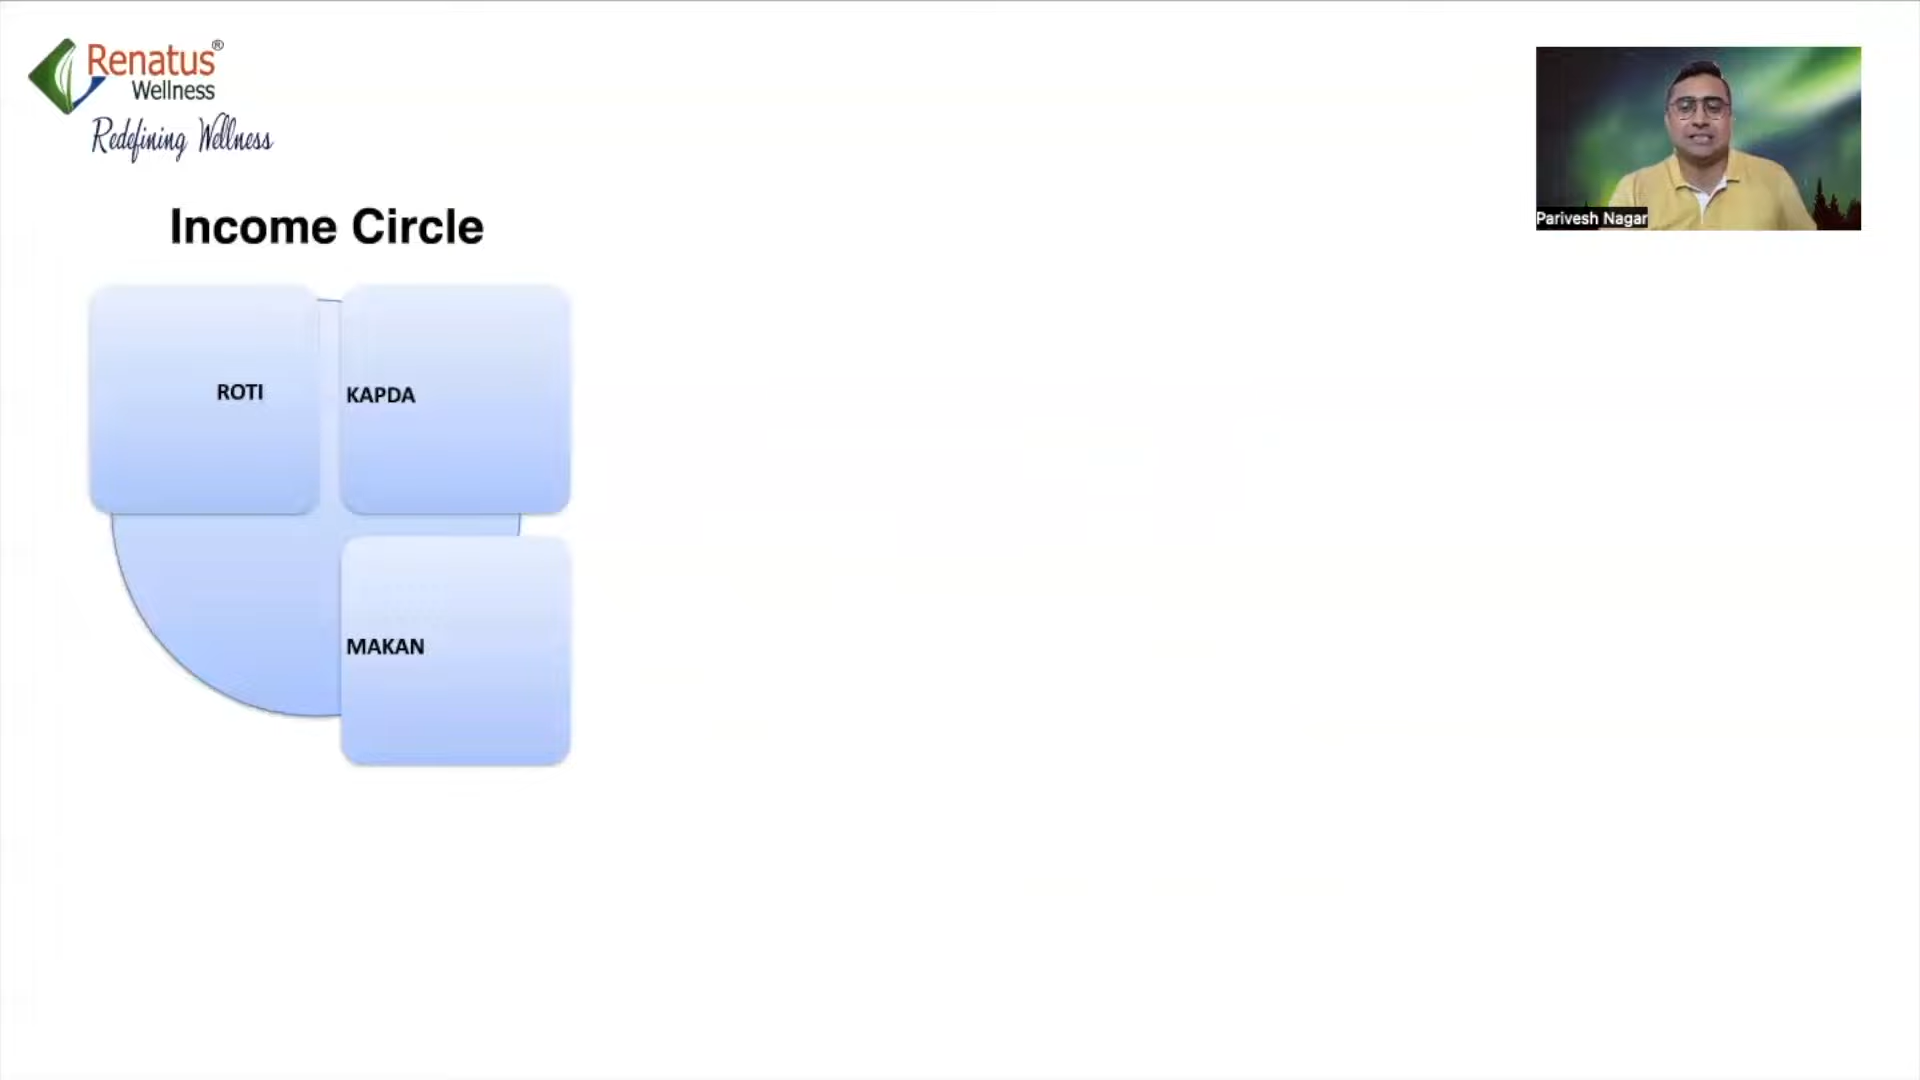 Renatus®
Wellness
Redefining Wellness
Parivesh Nagar
Income Circle
ROTI
KAPDA
MAKAN